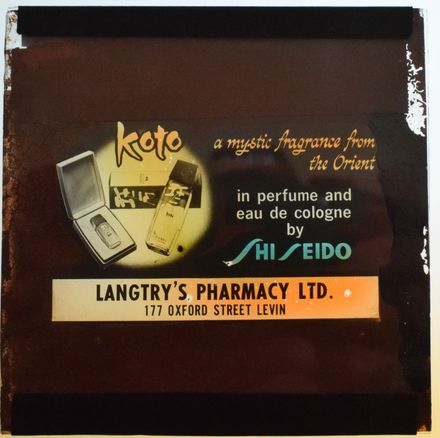 koto
a mystic fragrance from
the Orient
in perfume and
eau de cologne
by
SHISEIDO
LANGTRY'S PHARMACY LTD.
177 OXFORD STREET LEVIN